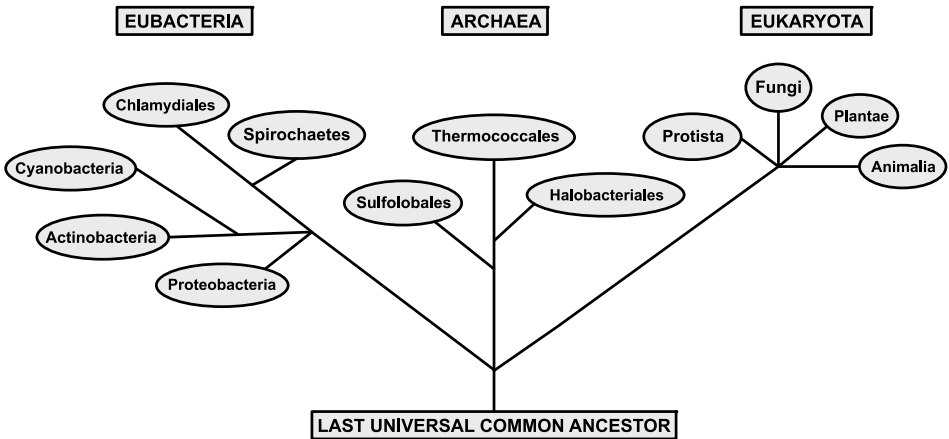 EUBACTERIA
ARCHAEA
EUKARYOTA
Chlamydiales
Spirochaetes
Cyanobacteria
Actinobacteria
Proteobacteria
Thermococcales
Sulfolobales
Halobacteriales
Fungi
Protista
Plantae
Animalia
LAST UNIVERSAL COMMON ANCESTOR